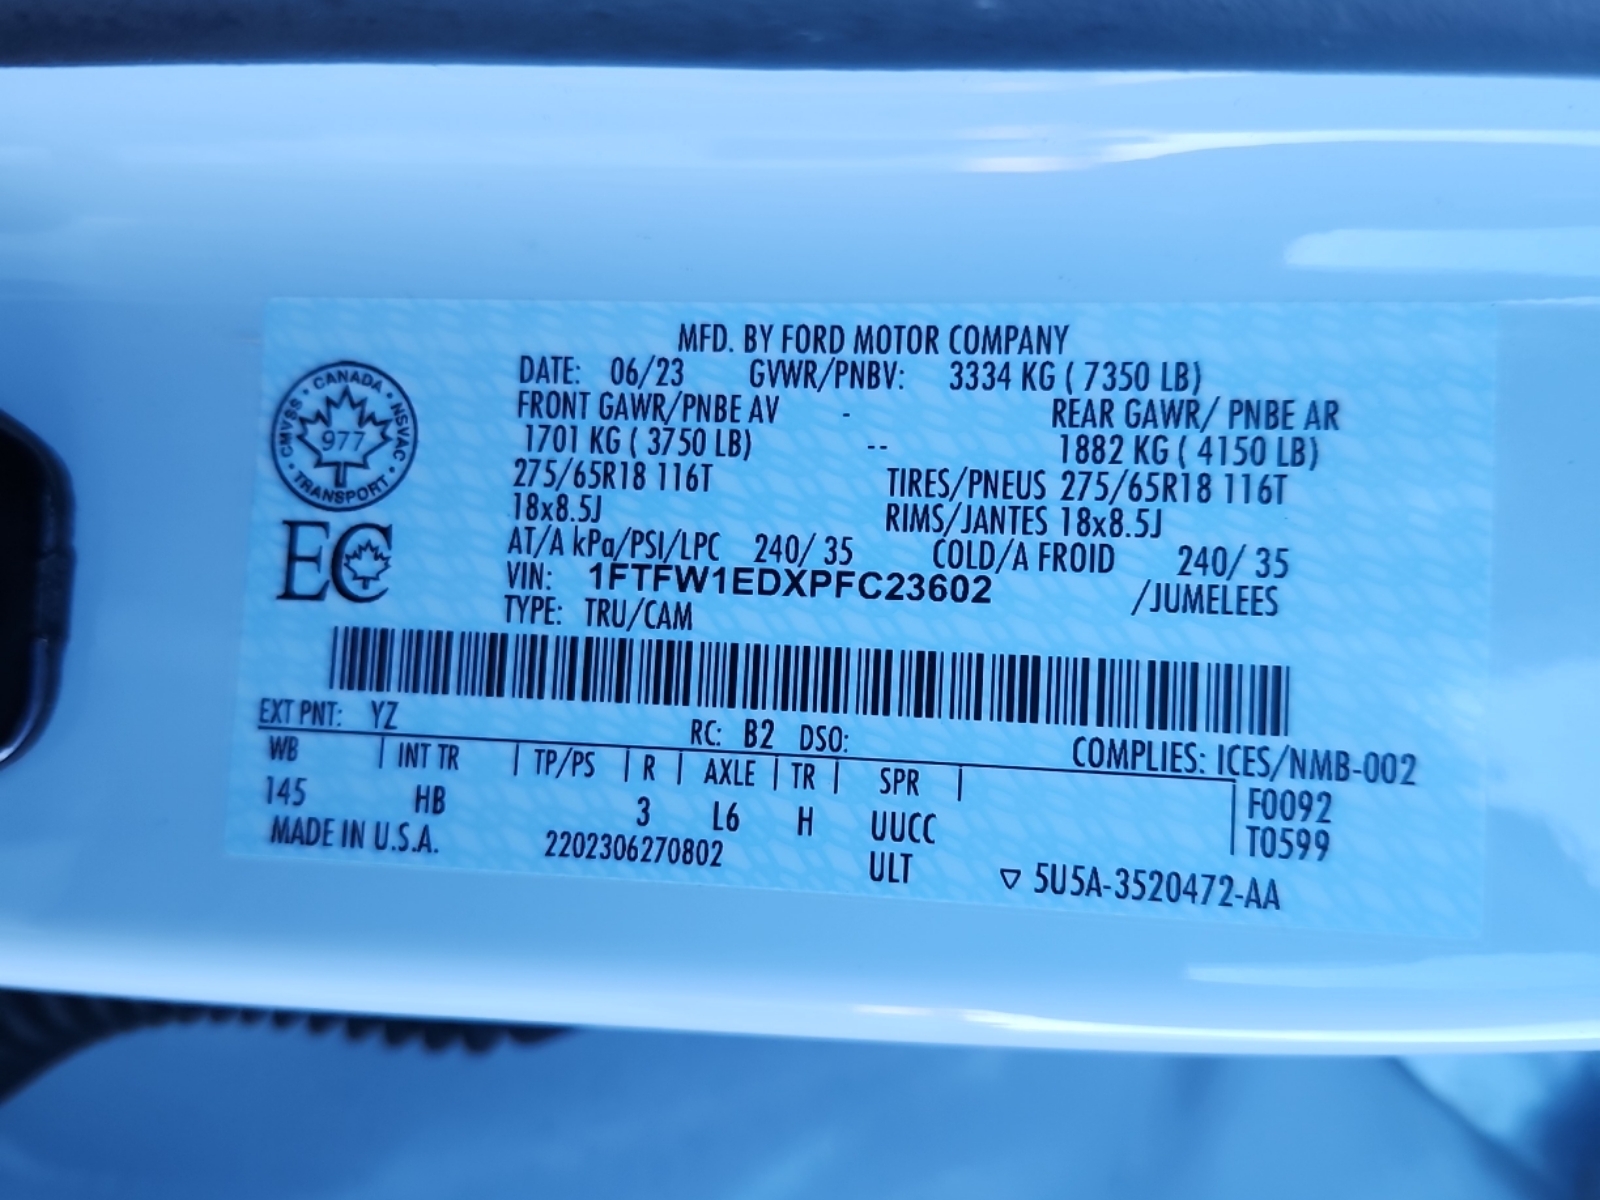 MFD. BY FORD MOTOR COMPANY
DATE: 06/23 GVWR/PNBV: 3334 KG ( 7350 LB)
FRONT GAWR/PNBE AV - REAR GAWR/ PNBE AR
1701 KG ( 3750 LB) -- 1882 KG ( 4150 LB)
275/65R18 116T TIRES/PNEUS 275/65R18 116T
18x8.5J RIMS/JANTES 18x8.5J
AT/A kPa/PSI/LPC 240/ 35 COLD/A FROID 240/ 35
VIN: 1FTFW1EDXPFC23602 /JUMELEES
TYPE: TRU/CAM
CANADA
CMVSS 977 NSVAC
TRANSPORT
EC
EXT PNT: YZ RC: B2 DSO: COMPLIES: ICES/NMB-002
WB | INT TR | TP/PS | R | AXLE | TR | SPR | F0092
145 HB 3 L6 H UUCC T0599
MADE IN U.S.A. 2202306270802 ULT ▽ 5U5A-3520472-AA